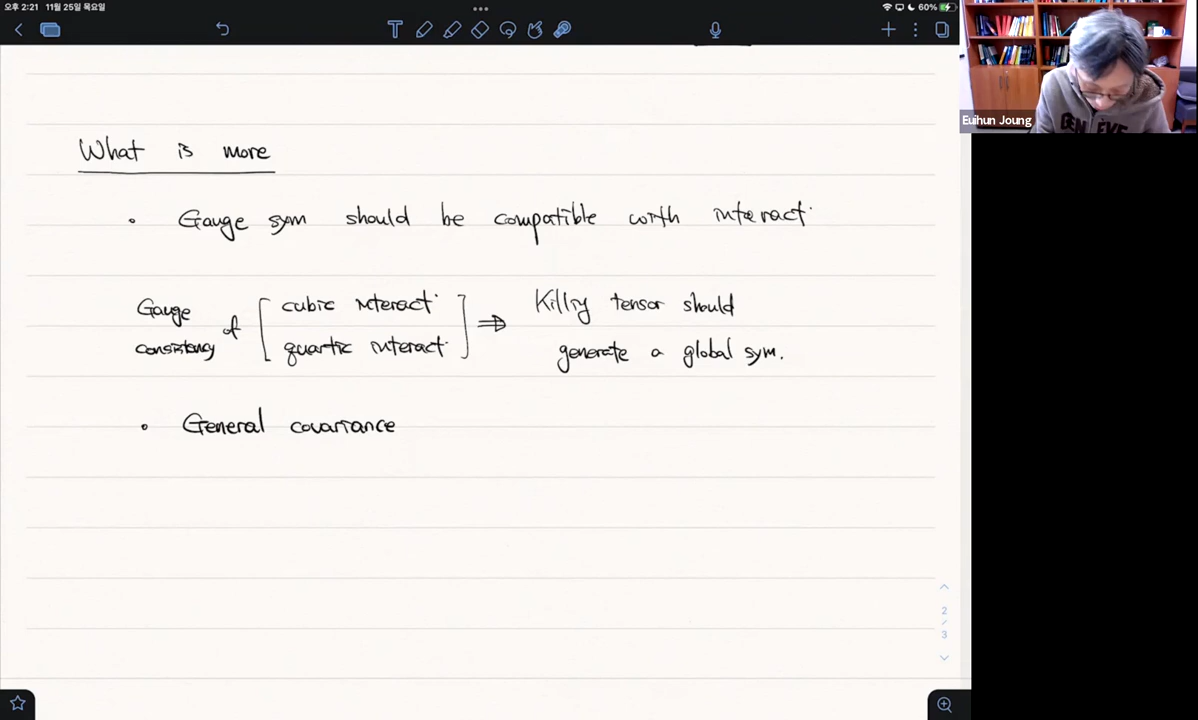 오후 2:21 11월 25일 목요일
60%
Euihun Joung
What is more
• Gauge sym should be compatible with interact
Gauge consistency of [ cubic interact ⇒ Killing tensor should
quartic interact ] generate a global sym.
• General covariance
2
/
3